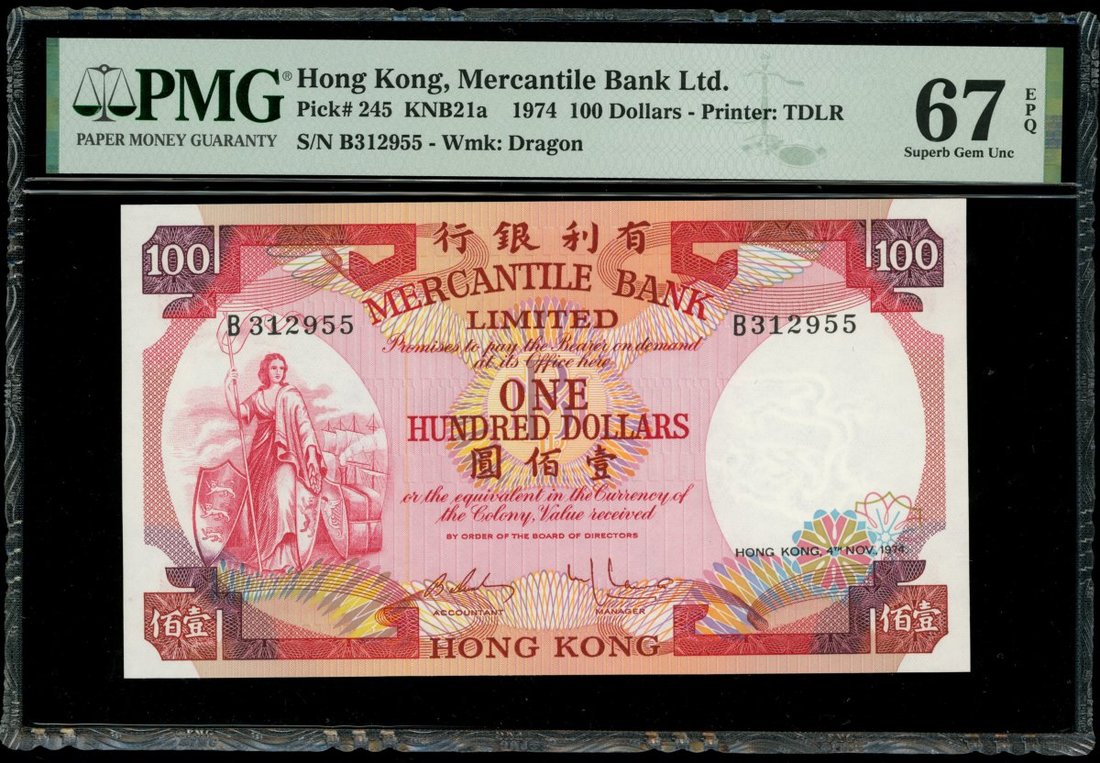 PMG® Hong Kong, Mercantile Bank Ltd.
Pick# 245 KNB21a 1974 100 Dollars - Printer: TDLR
PAPER MONEY GUARANTY S/N B312955 - Wmk: Dragon
67 EPQ
Superb Gem Unc
100 行銀利有 100
MERCANTILE BANK
LIMITED
B312955 B312955
Promises to pay the Bearer on demand
at its Office here
ONE
HUNDRED DOLLARS
圓佰壹
or the equivalent in the Currency of
the Colony, Value received
BY ORDER OF THE BOARD OF DIRECTORS
HONG KONG, 4TH NOV. 1974.
ACCOUNTANT MANAGER
佰壹 HONG KONG 佰壹